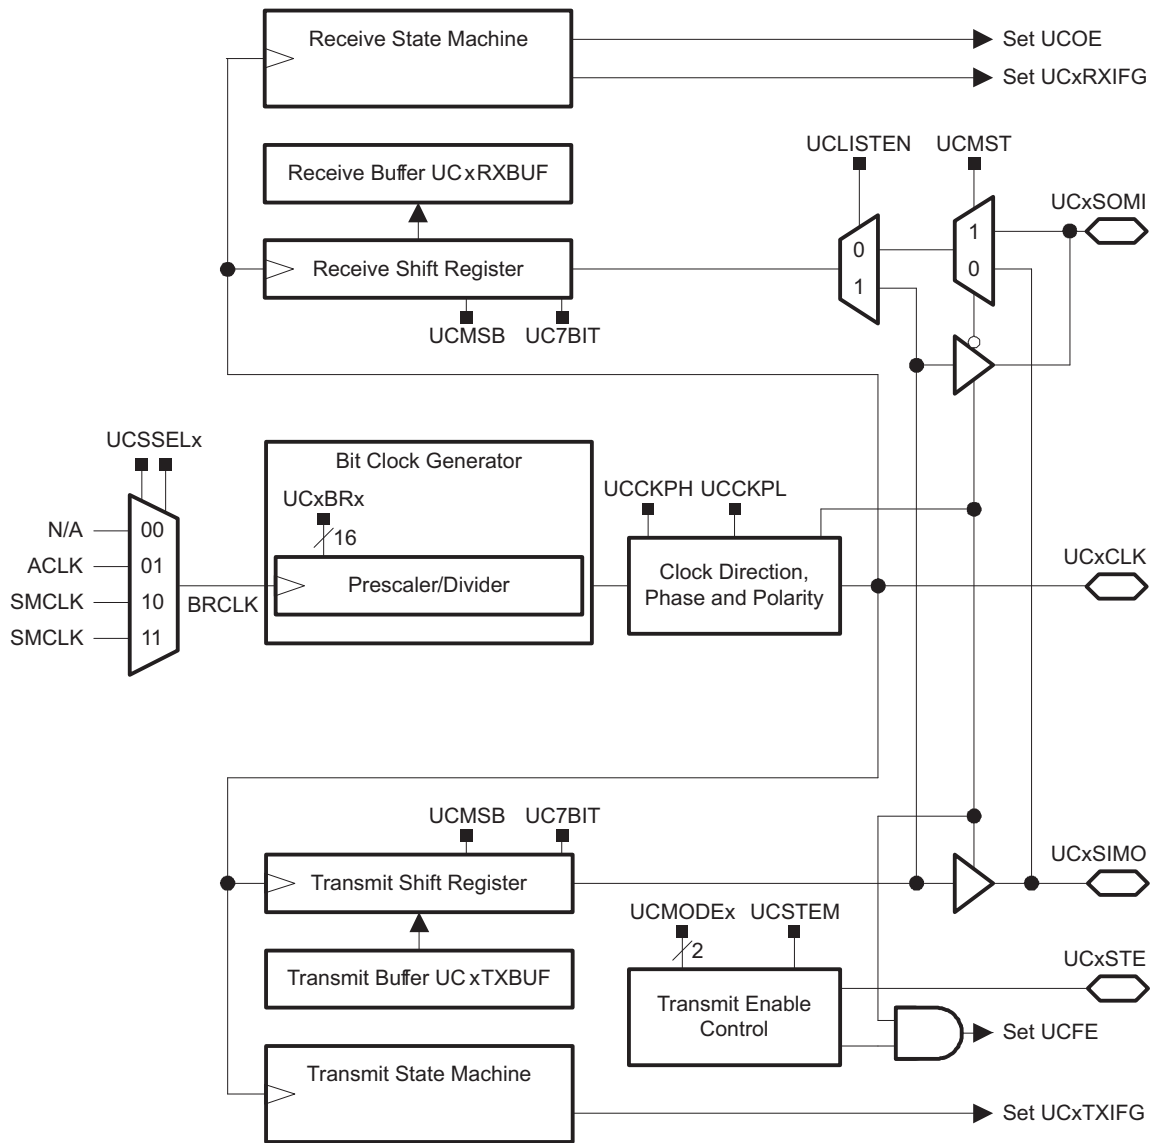 Receive State Machine
Set UCOE
Set UCxRXIFG
Receive Buffer UCxRXBUF
UCLISTEN
UCMST
UCxSOMI
1
0
0
1
Receive Shift Register
UCMSB
UC7BIT
UCSSELx
N/A
ACLK
SMCLK
SMCLK
00
01
10
11
BRCLK
Bit Clock Generator
UCxBRx
16
Prescaler/Divider
UCCKPH
UCCKPL
Clock Direction,
Phase and Polarity
UCxCLK
UCMSB
UC7BIT
Transmit Shift Register
UCxSIMO
Transmit Buffer UCxTXBUF
UCMODEx
UCSTEM
2
Transmit Enable
Control
UCxSTE
Set UCFE
Transmit State Machine
Set UCxTXIFG